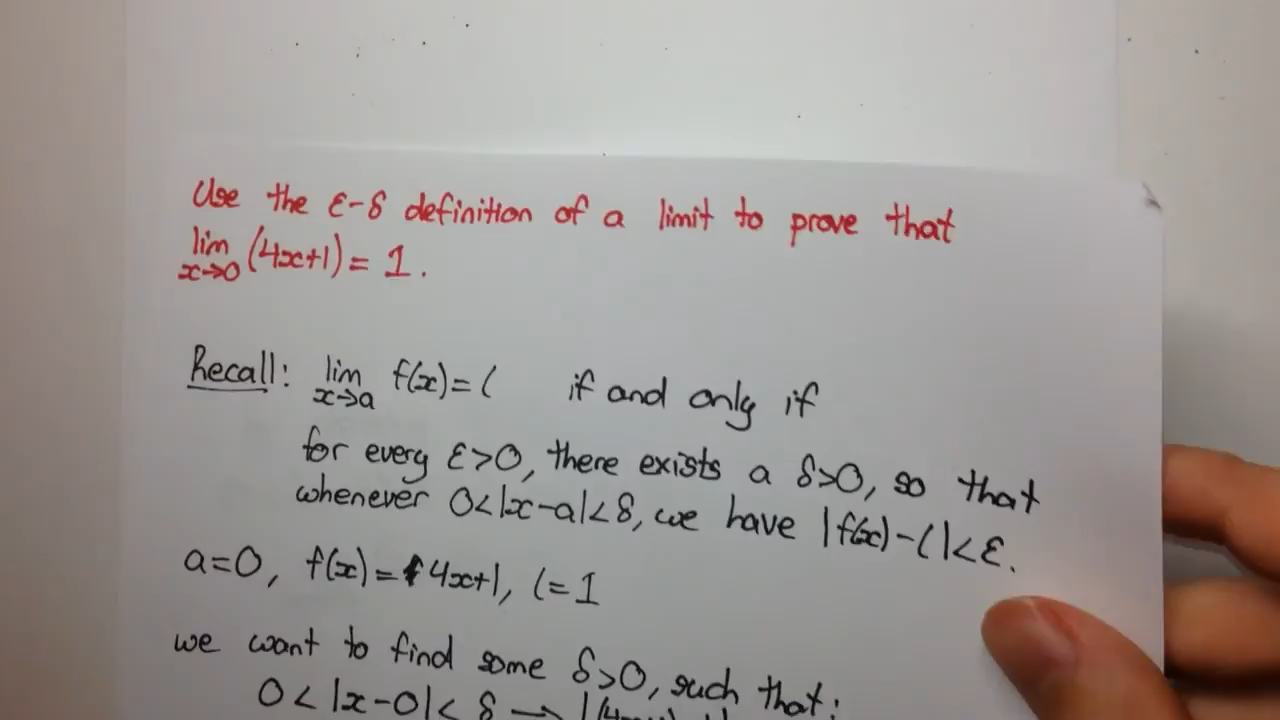 Use the ε-δ definition of a limit to prove that
lim x→0 (4x+1) = 1.
Recall: lim x→a f(x) = l if and only if
for every ε>0, there exists a δ>0, so that
whenever 0<|x-a|<δ, we have |f(x)-l|<ε.
a=0, f(x) = 4x+1, l=1
we want to find some δ>0, such that:
0<|x-0|<δ →